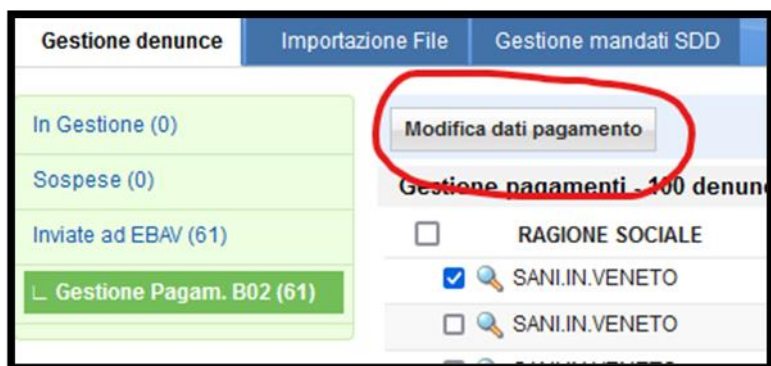 Gestione denunce Importazione File Gestione mandati SDD
In Gestione (0)
Sospese (0)
Inviate ad EBAV (61)
∟ Gestione Pagam. B02 (61)
Modifica dati pagamento
Gestione pagamenti - 100 denun
RAGIONE SOCIALE
SANI.IN.VENETO
SANI.IN.VENETO